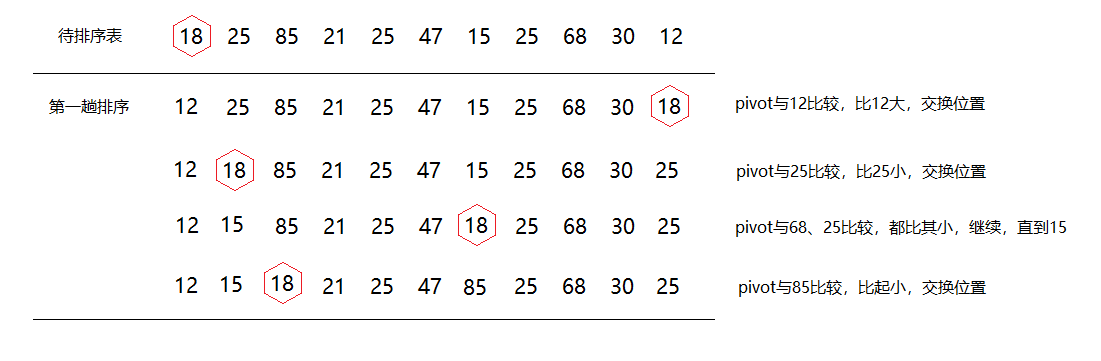 待排序表 18 25 85 21 25 47 15 25 68 30 12
第一趟排序 12 25 85 21 25 47 15 25 68 30 18 pivot与12比较，比12大，交换位置
12 18 85 21 25 47 15 25 68 30 25 pivot与25比较，比25小，交换位置
12 15 85 21 25 47 18 25 68 30 25 pivot与68、25比较，都比其小，继续，直到15
12 15 18 21 25 47 85 25 68 30 25 pivot与85比较，比起小，交换位置